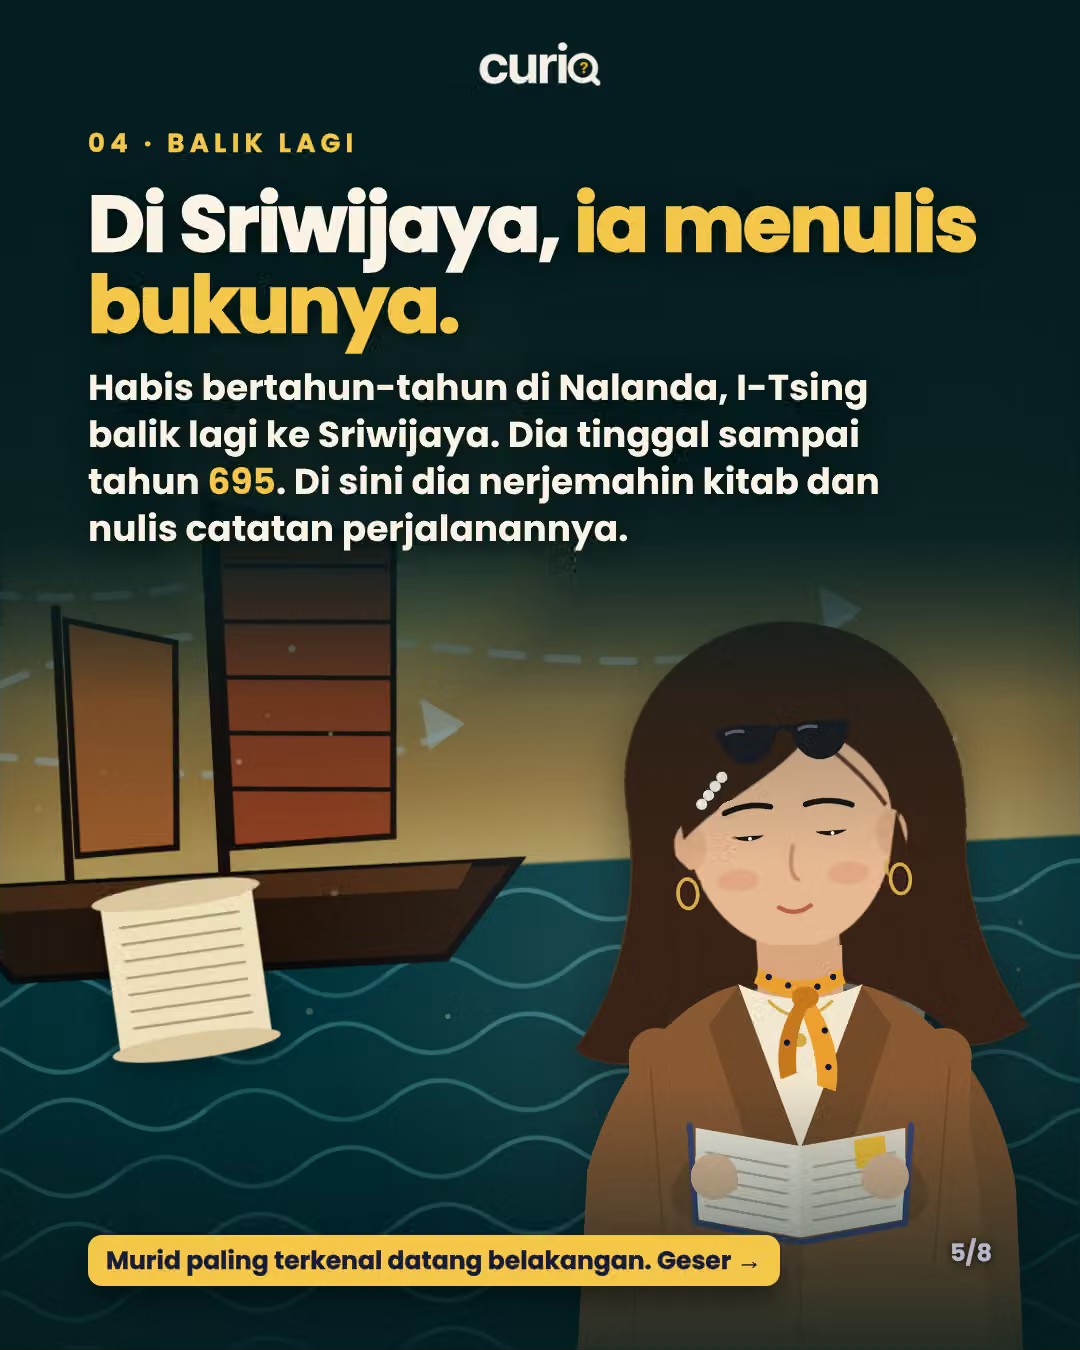 curio
04 · BALIK LAGI
Di Sriwijaya, ia menulis
bukunya.
Habis bertahun-tahun di Nalanda, I-Tsing
balik lagi ke Sriwijaya. Dia tinggal sampai
tahun 695. Di sini dia nerjemahin kitab dan
nulis catatan perjalanannya.
Murid paling terkenal datang belakangan. Geser →
5/8